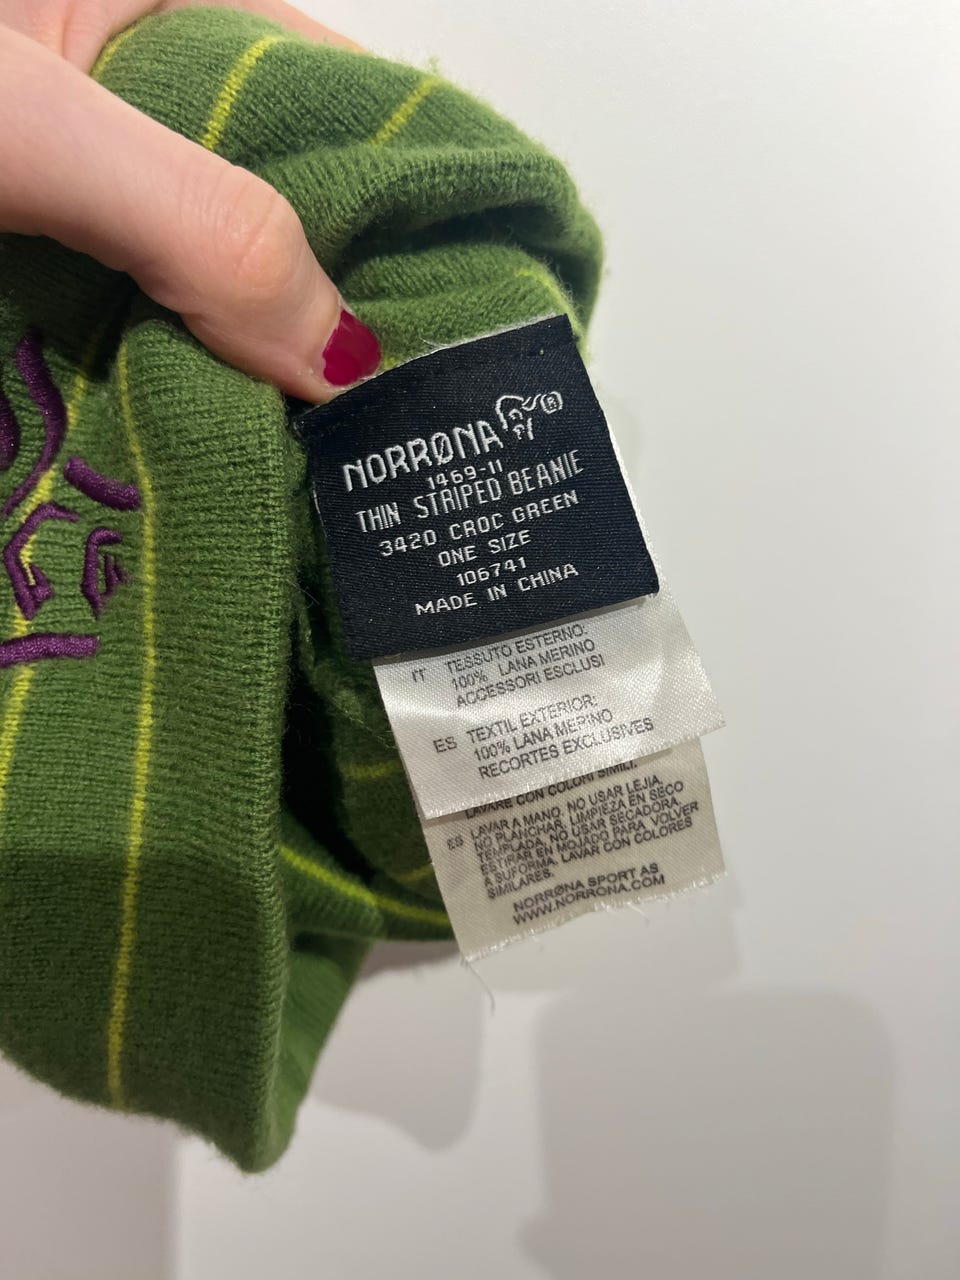 NORRØNA®
1469-11
THIN STRIPED BEANIE
3420 CROC GREEN
ONE SIZE
106741
MADE IN CHINA
IT TESSUTO ESTERNO:
100% LANA MERINO
ACCESSORI ESCLUSI
ES TEXTIL EXTERIOR:
100% LANA MERINO
RECORTES EXCLUSIVES
LAVARE CON COLORI SIMILI.
ES LAVAR A MANO, NO USAR LEJIA,
NO PLANCHAR, LIMPIEZA EN SECO
TEMPLADA, NO USAR SECADORA,
ESTIRAR EN MOJADO PARA VOLVER
A SUFORMA. LAVAR CON COLORES
SIMILARES.
NORRØNA SPORT AS
WWW.NORRONA.COM